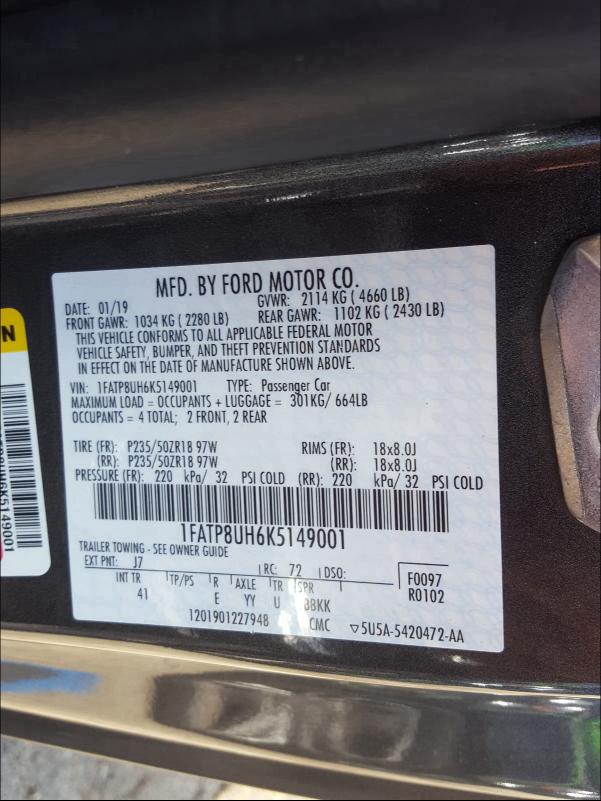 MFD. BY FORD MOTOR CO.
DATE: 01/19 GVWR: 2114 KG ( 4660 LB)
FRONT GAWR: 1034 KG ( 2280 LB) REAR GAWR: 1102 KG ( 2430 LB)
THIS VEHICLE CONFORMS TO ALL APPLICABLE FEDERAL MOTOR
VEHICLE SAFETY, BUMPER, AND THEFT PREVENTION STANDARDS
IN EFFECT ON THE DATE OF MANUFACTURE SHOWN ABOVE.
VIN: 1FATP8UH6K5149001 TYPE: Passenger Car
MAXIMUM LOAD = OCCUPANTS + LUGGAGE = 301KG/ 664LB
OCCUPANTS = 4 TOTAL; 2 FRONT, 2 REAR
TIRE (FR): P235/50ZR18 97W RIMS (FR): 18x8.0J
(RR): P235/50ZR18 97W (RR): 18x8.0J
PRESSURE (FR): 220 kPa/ 32 PSI COLD (RR): 220 kPa/ 32 PSI COLD
1FATP8UH6K5149001
TRAILER TOWING - SEE OWNER GUIDE
EXT PNT: J7 RC: 72 DSO: F0097
INT TR TP/PS R AXLE TR SPR R0102
41 E YY U BBKK
12019012279​48 CMC ▽5U5A-5420472-AA
N
8UH6K5149001